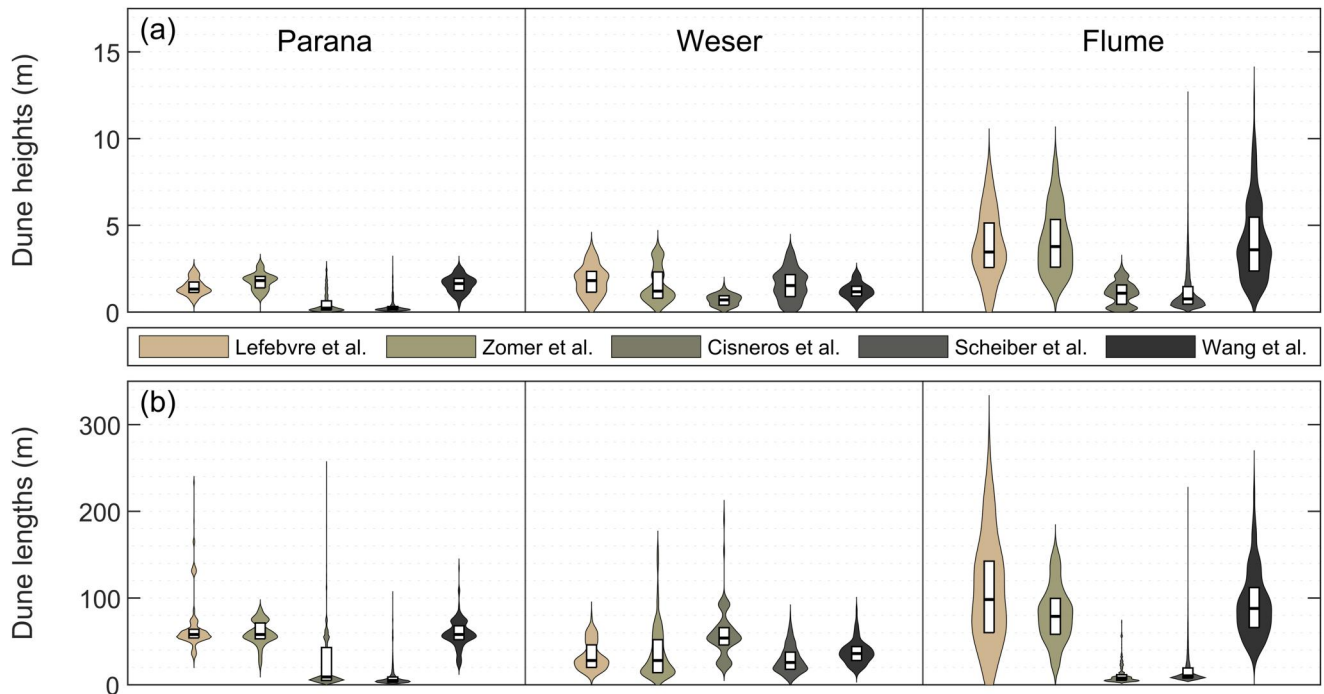 (a)
Parana
Weser
Flume
Dune heights (m)
15
10
5
0
Lefebvre et al.
Zomer et al.
Cisneros et al.
Scheiber et al.
Wang et al.
(b)
Dune lengths (m)
300
200
100
0